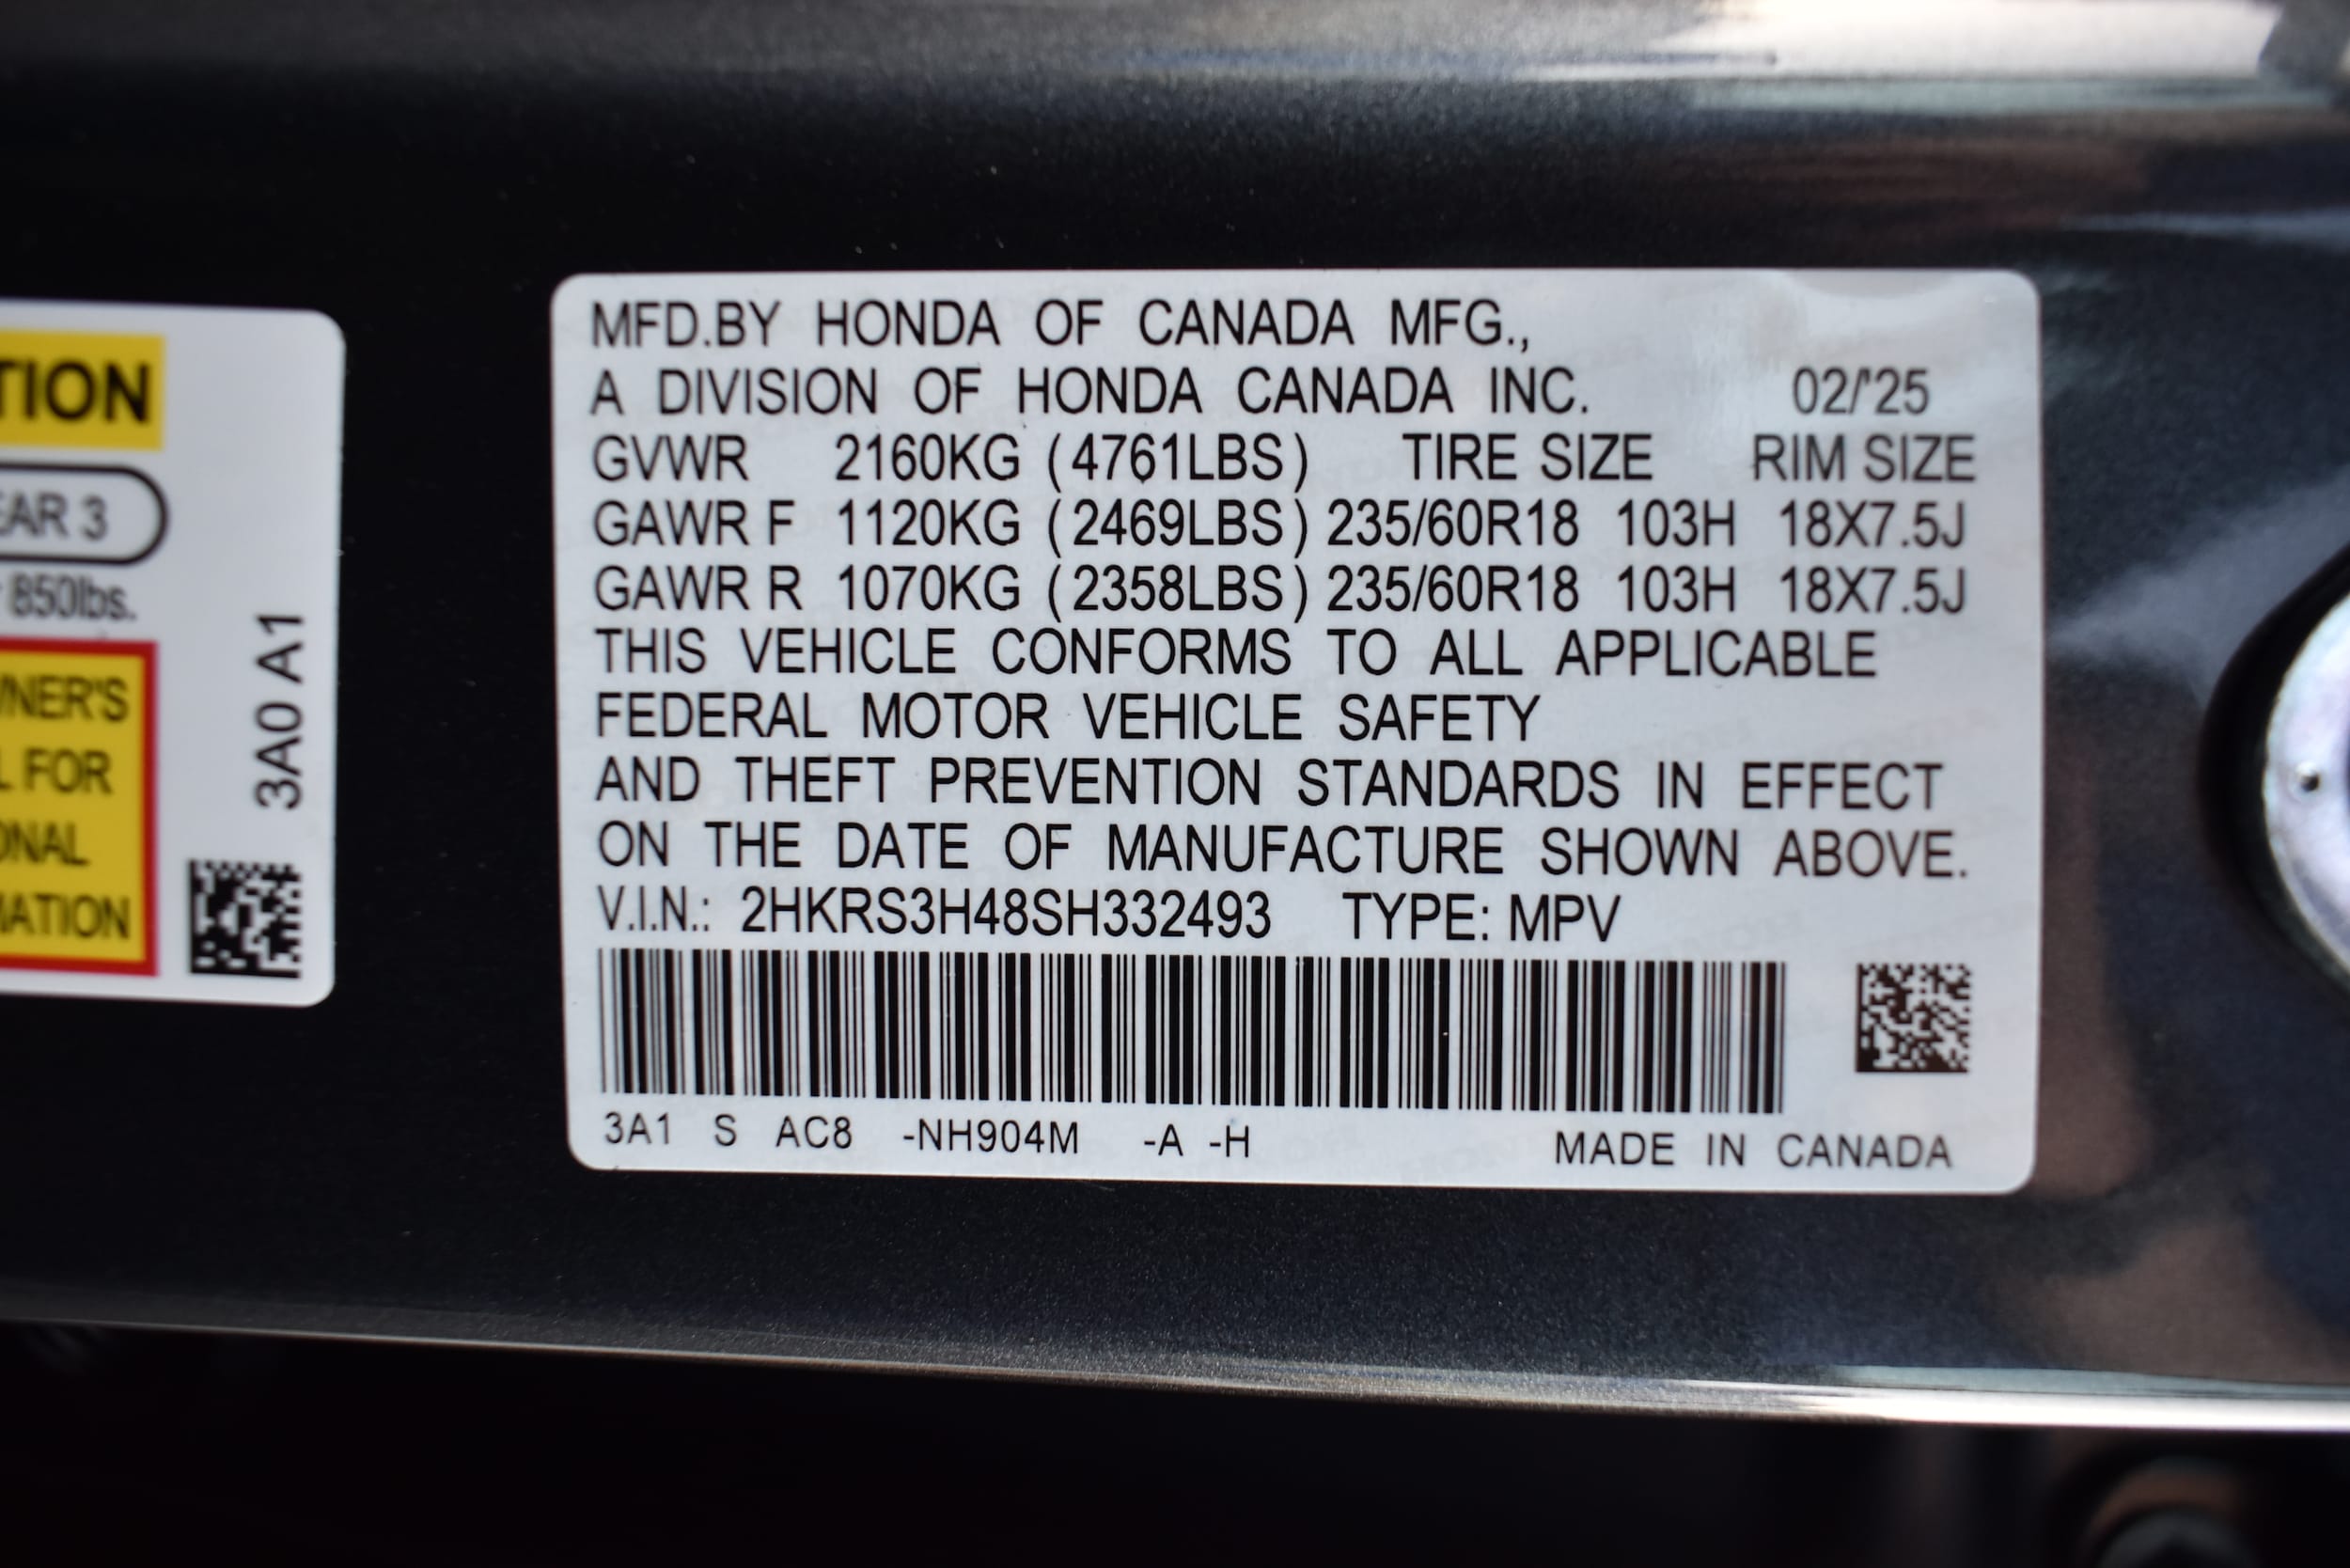 TION
EAR 3
850lbs.
WNER'S
L FOR
ONAL
MATION
3A0 A1
MFD.BY HONDA OF CANADA MFG.,
A DIVISION OF HONDA CANADA INC. 02/'25
GVWR 2160KG (4761LBS) TIRE SIZE RIM SIZE
GAWR F 1120KG (2469LBS) 235/60R18 103H 18X7.5J
GAWR R 1070KG (2358LBS) 235/60R18 103H 18X7.5J
THIS VEHICLE CONFORMS TO ALL APPLICABLE
FEDERAL MOTOR VEHICLE SAFETY
AND THEFT PREVENTION STANDARDS IN EFFECT
ON THE DATE OF MANUFACTURE SHOWN ABOVE.
V.I.N.: 2HKRS3H48SH332493 TYPE: MPV
3A1 S AC8 -NH904M -A -H MADE IN CANADA